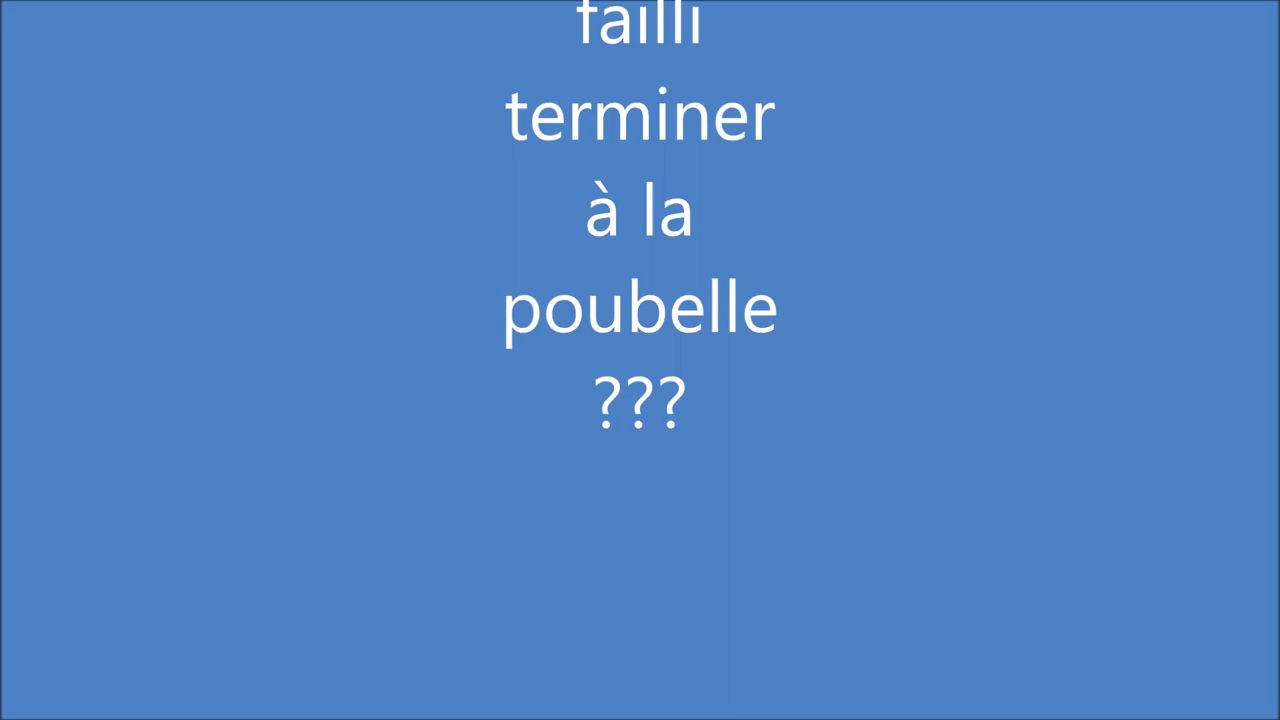 failli
terminer
à la
poubelle
???